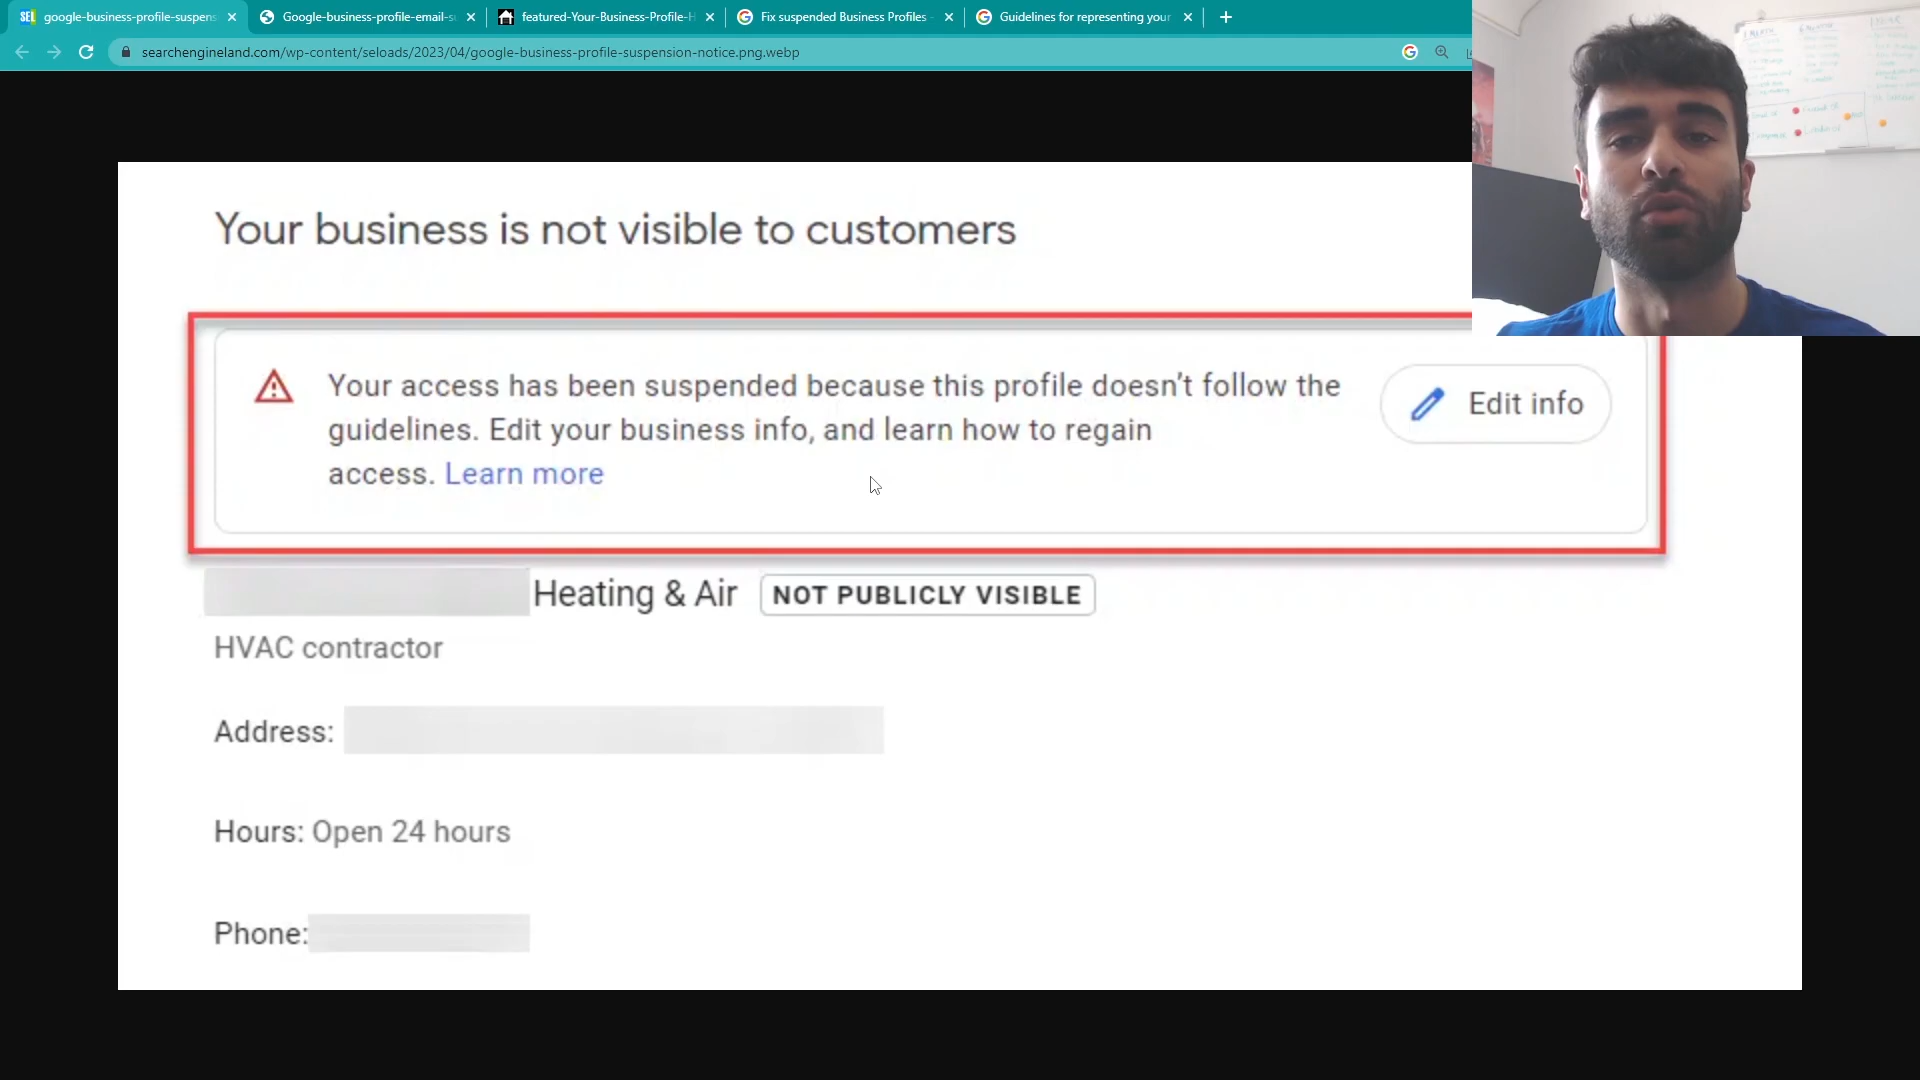 google-business-profile-suspens
Google-business-profile-email-su
featured-Your-Business-Profile-H
Fix suspended Business Profiles -
Guidelines for representing your
searchengineland.com/wp-content/seloads/2023/04/google-business-profile-suspension-notice.png.webp
Your business is not visible to customers
Your access has been suspended because this profile doesn't follow the
guidelines. Edit your business info, and learn how to regain
access. Learn more
Edit info
Heating & Air NOT PUBLICLY VISIBLE
HVAC contractor
Address:
Hours: Open 24 hours
Phone: